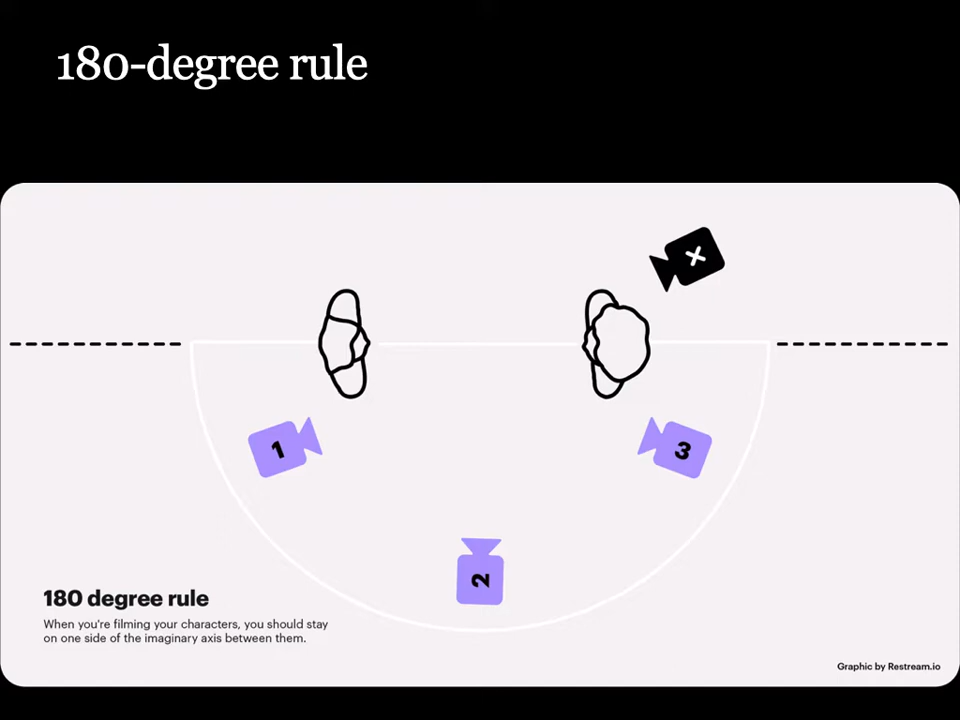 180-degree rule
×
1
3
2
180 degree rule
When you're filming your characters, you should stay
on one side of the imaginary axis between them.
Graphic by Restream.io